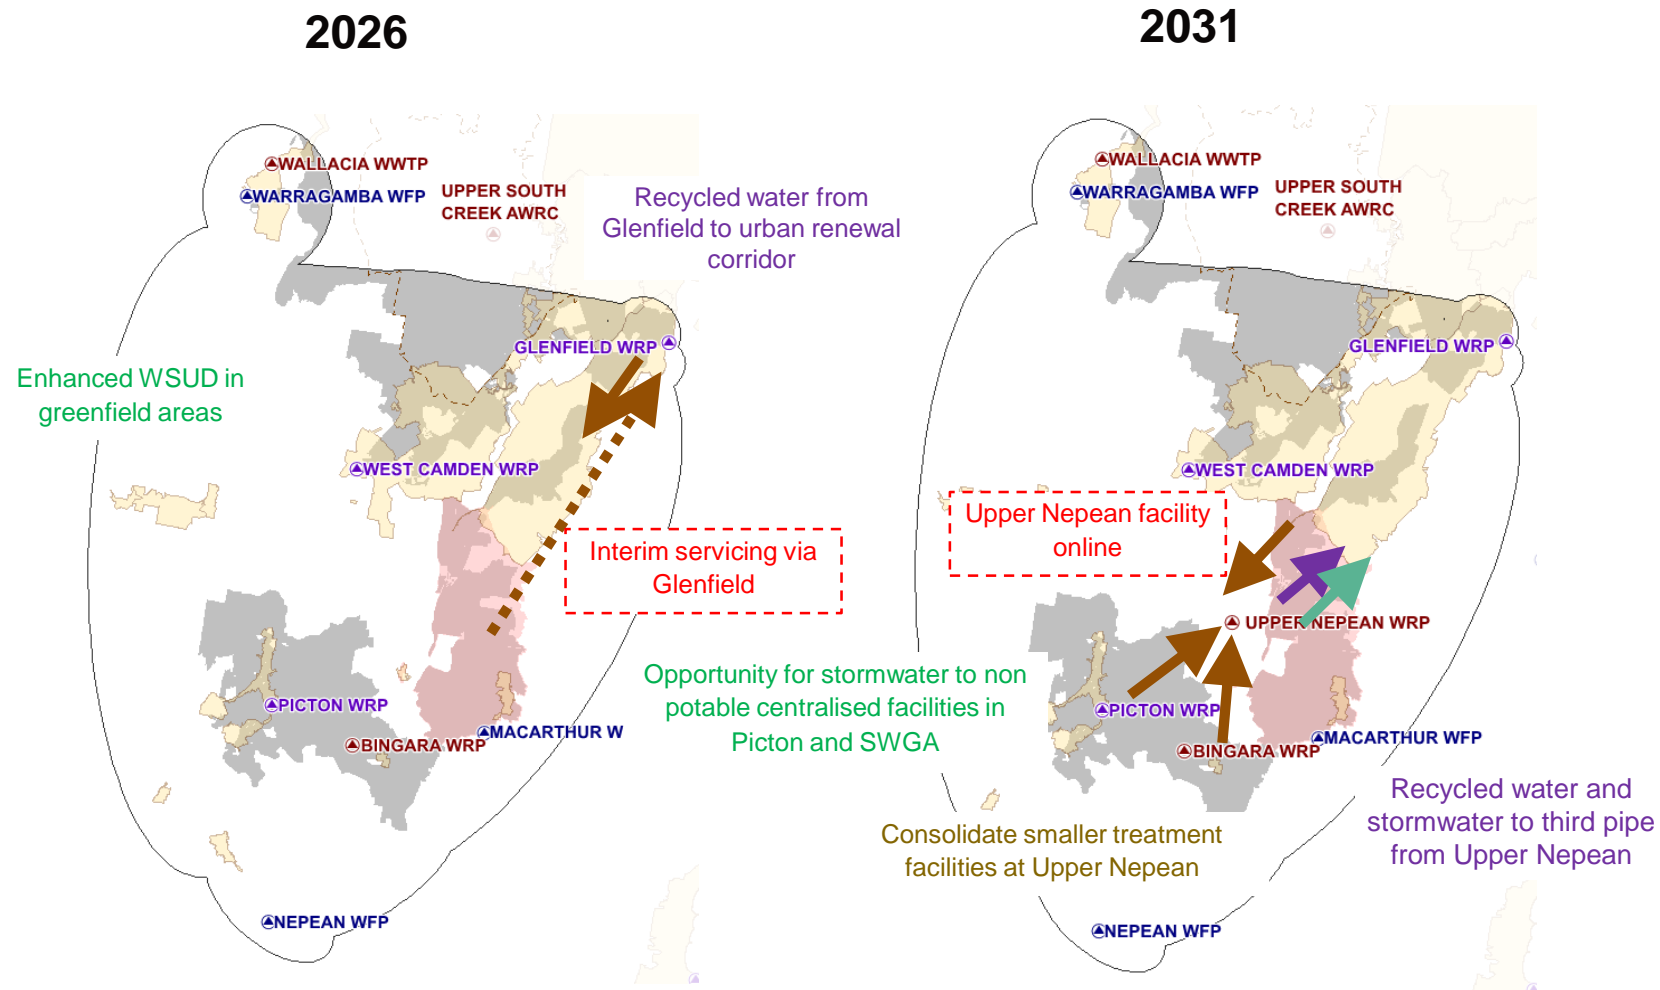 2026
2031
WALLACIA WWTP
WARRAGAMBA WFP
UPPER SOUTH
CREEK AWRC
Recycled water from
Glenfield to urban renewal
corridor
GLENFIELD WRP
Enhanced WSUD in
greenfield areas
WEST CAMDEN WRP
Interim servicing via
Glenfield
PICTON WRP
BINGARA WRP
MACARTHUR W
NEPEAN WFP
Opportunity for stormwater to non
potable centralised facilities in
Picton and SWGA
WALLACIA WWTP
WARRAGAMBA WFP
UPPER SOUTH
CREEK AWRC
GLENFIELD WRP
WEST CAMDEN WRP
Upper Nepean facility
online
UPPER NEPEAN WRP
PICTON WRP
BINGARA WRP
MACARTHUR WFP
Recycled water and
stormwater to third pipe
from Upper Nepean
Consolidate smaller treatment
facilities at Upper Nepean
NEPEAN WFP